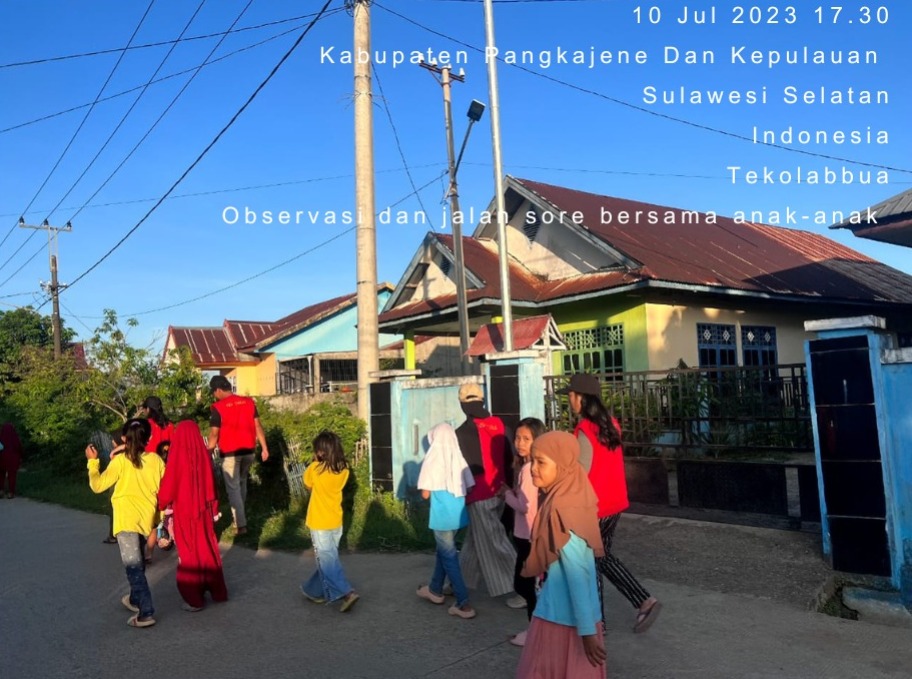 10 Jul 2023 17.30
Kabupaten Pangkajene Dan Kepulauan
Sulawesi Selatan
Indonesia
Tekolabbua
Observasi dan jalan sore bersama anak-anak